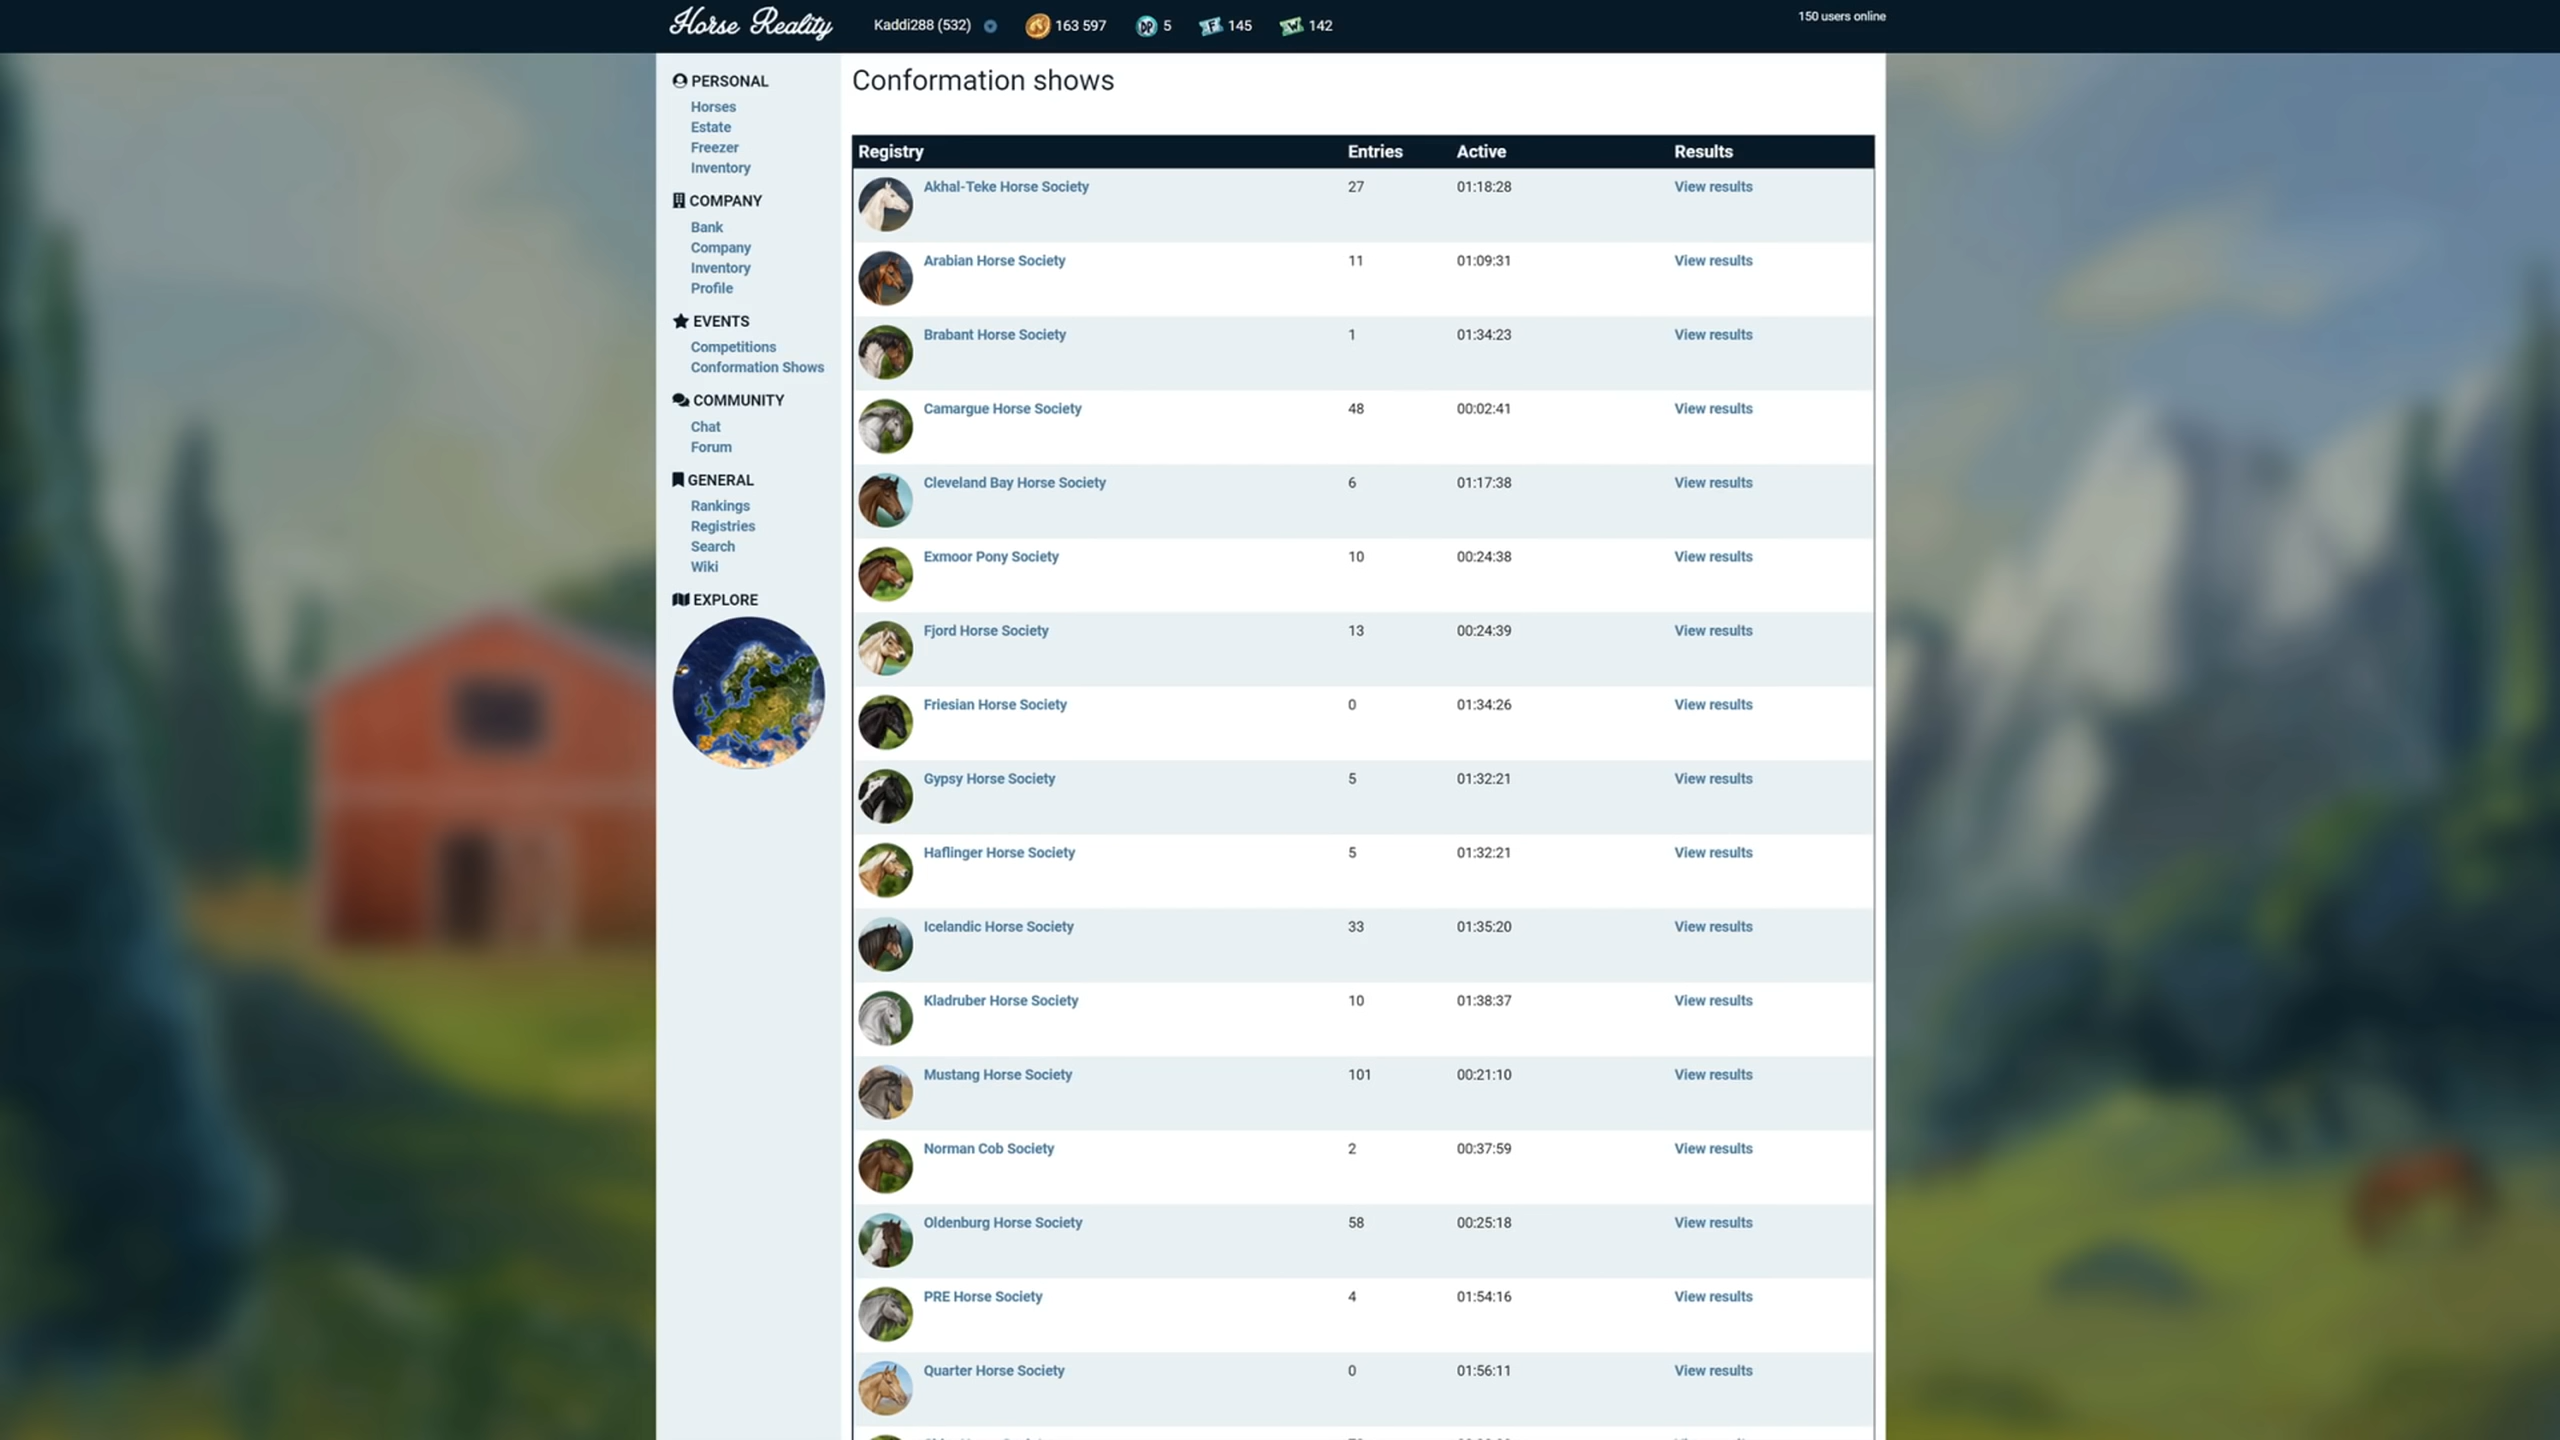 Horse Reality
Kaddi288 (532) 163 597 DP 5 F 145 W 142
150 users online
PERSONAL
Horses
Estate
Freezer
Inventory
COMPANY
Bank
Company
Inventory
Profile
EVENTS
Competitions
Conformation Shows
COMMUNITY
Chat
Forum
GENERAL
Rankings
Registries
Search
Wiki
EXPLORE
Conformation shows
Registry Entries Active Results
Akhal-Teke Horse Society 27 01:18:28 View results
Arabian Horse Society 11 01:09:31 View results
Brabant Horse Society 1 01:34:23 View results
Camargue Horse Society 48 00:02:41 View results
Cleveland Bay Horse Society 6 01:17:38 View results
Exmoor Pony Society 10 00:24:38 View results
Fjord Horse Society 13 00:24:39 View results
Friesian Horse Society 0 01:34:26 View results
Gypsy Horse Society 5 01:32:21 View results
Haflinger Horse Society 5 01:32:21 View results
Icelandic Horse Society 33 01:35:20 View results
Kladruber Horse Society 10 01:38:37 View results
Mustang Horse Society 101 00:21:10 View results
Norman Cob Society 2 00:37:59 View results
Oldenburg Horse Society 58 00:25:18 View results
PRE Horse Society 4 01:54:16 View results
Quarter Horse Society 0 01:56:11 View results